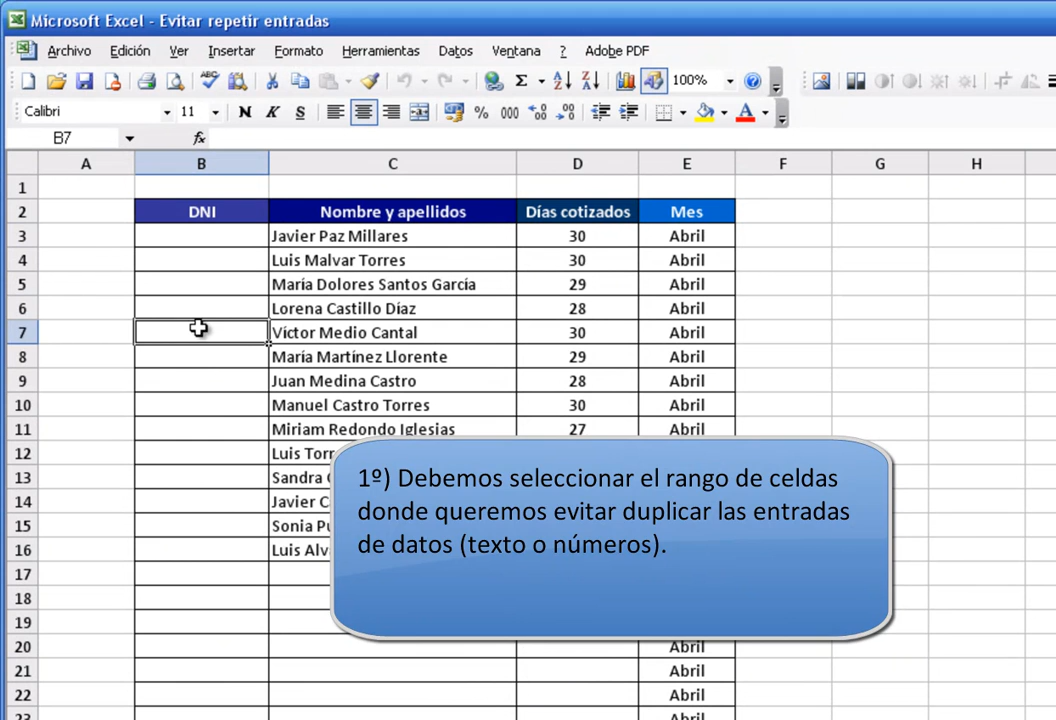 Microsoft Excel - Evitar repetir entradas
Archivo Edición Ver Insertar Formato Herramientas Datos Ventana ? Adobe PDF
100%
Calibri 11 N K S % 000
B7 fx
A B C D E F G H
1
2 DNI Nombre y apellidos Días cotizados Mes
3 Javier Paz Millares 30 Abril
4 Luis Malvar Torres 30 Abril
5 María Dolores Santos García 29 Abril
6 Lorena Castillo Díaz 28 Abril
7 Víctor Medio Cantal 30 Abril
8 María Martínez Llorente 29 Abril
9 Juan Medina Castro 28 Abril
10 Manuel Castro Torres 30 Abril
11 Miriam Redondo Iglesias 27 Abril
12 Luis Torr
13 Sandra
14 Javier C
15 Sonia Pu
16 Luis Alv
1º) Debemos seleccionar el rango de celdas
donde queremos evitar duplicar las entradas
de datos (texto o números).
17
18
19
20 Abril
21 Abril
22 Abril
23 Abril